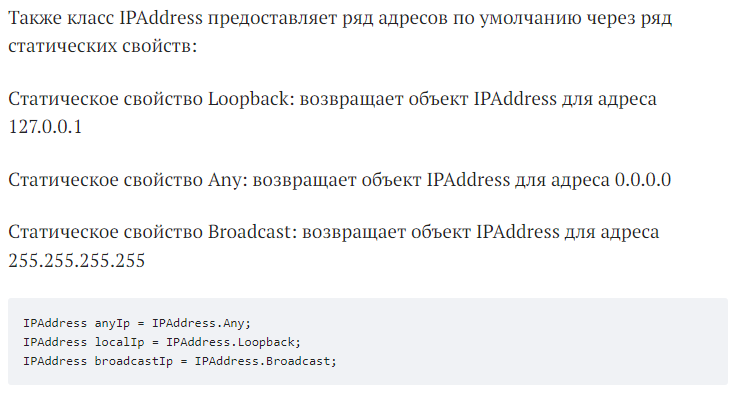 Также класс IPAddress предоставляет ряд адресов по умолчанию через ряд
статических свойств:
Статическое свойство Loopback: возвращает объект IPAddress для адреса
127.0.0.1
Статическое свойство Any: возвращает объект IPAddress для адреса 0.0.0.0
Статическое свойство Broadcast: возвращает объект IPAddress для адреса
255.255.255.255
IPAddress anyIp = IPAddress.Any;
IPAddress localIp = IPAddress.Loopback;
IPAddress broadcastIp = IPAddress.Broadcast;